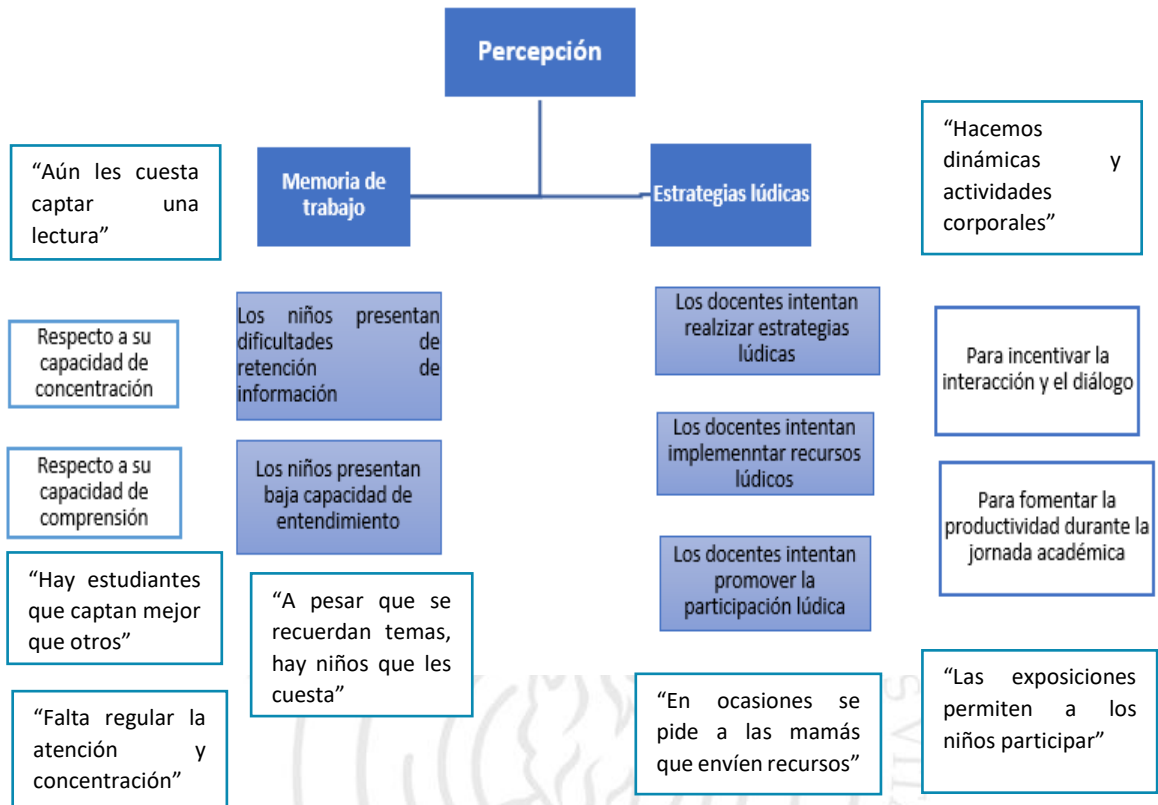 Percepción
“Aún les cuesta
captar una
lectura”
Memoria de
trabajo
Estrategias lúdicas
“Hacemos
dinámicas y
actividades
corporales”
Respecto a su
capacidad de
concentración
Los niños presentan
dificultades de
retención de
información
Los docentes intentan
realzizar estrategias
lúdicas
Para incentivar la
interacción y el diálogo
Respecto a su
capacidad de
comprensión
Los niños presentan
baja capacidad de
entendimiento
Los docentes intentan
implemenntar recursos
lúdicos
Para fomentar la
productividad durante la
jornada académica
Los docentes intentan
promover la
participación lúdica
“Hay estudiantes
que captan mejor
que otros”
“A pesar que se
recuerdan temas,
hay niños que les
cuesta”
“Falta regular la
atención y
concentración”
“En ocasiones se
pide a las mamás
que envíen recursos”
“Las exposiciones
permiten a los
niños participar”